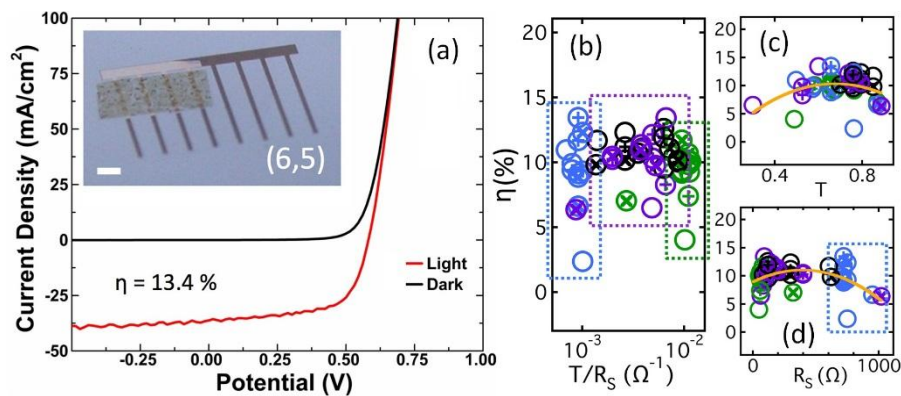 (a)
(6,5)
100
75
50
25
0
-25
-50
Current Density (mA/cm²)
η = 13.4 %
Light
Dark
-0.25
0.00
0.25
0.50
0.75
1.00
Potential (V)
(b)
20
15
10
5
0
η(%)
10⁻³
10⁻²
T/R_S (Ω⁻¹)
(c)
20
15
10
5
0
0.4
0.8
T
20
15
10
5
0
(d)
0
1000
R_S (Ω)